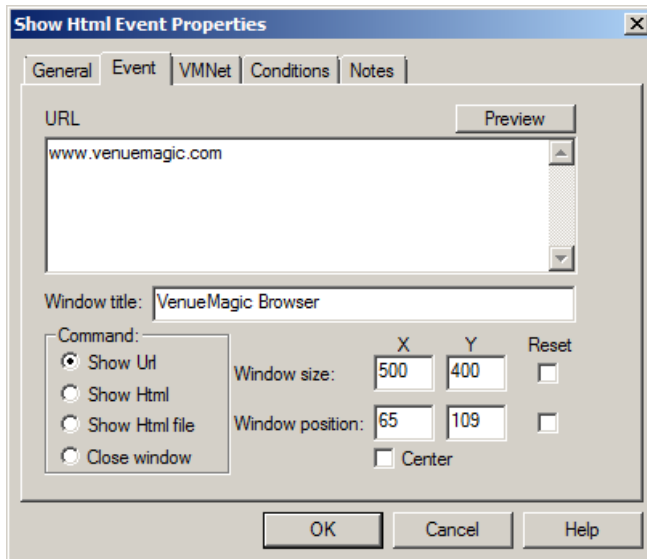 Show Html Event Properties
General Event VMNet Conditions Notes
URL Preview
www.venuemagic.com
Window title: VenueMagic Browser
Command: X Y Reset
Show Url
Window size: 500 400
Show Html
Show Html file Window position: 65 109
Close window Center
OK Cancel Help